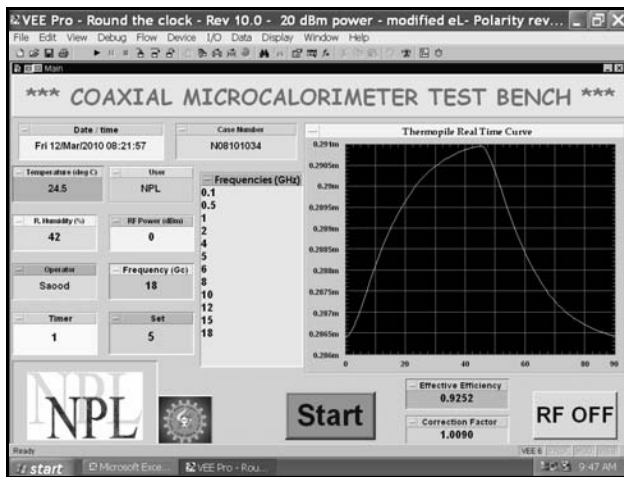 VEE Pro - Round the clock - Rev 10.0 - 20 dBm power - modified eL- Polarity rev...
File Edit View Debug Flow Device I/O Data Display Window Help
Main
*** COAXIAL MICROCALORIMETER TEST BENCH ***
Date / time
Fri 12/Mar/2010 08:21:57
Case Number
N08101034
Temperature (deg C)
24.5
User
NPL
R. Humidity (%)
42
RF Power (dBm)
0
Operator
Saood
Frequency (Gc)
18
Timer
1
Set
5
Frequencies (GHz)
0.1
0.5
1
2
4
5
6
8
10
12
15
18
Thermopile Real Time Curve
0.291m
0.2905m
0.29m
0.2895m
0.289m
0.2885m
0.288m
0.2875m
0.287m
0.2865m
0.286m
0 20 40 60 80 90
NPL
Start
Effective Efficiency
0.9252
Correction Factor
1.0090
RF OFF
Ready
VEE 6
start
Microsoft Exce...
VEE Pro - Rou...
9:47 AM